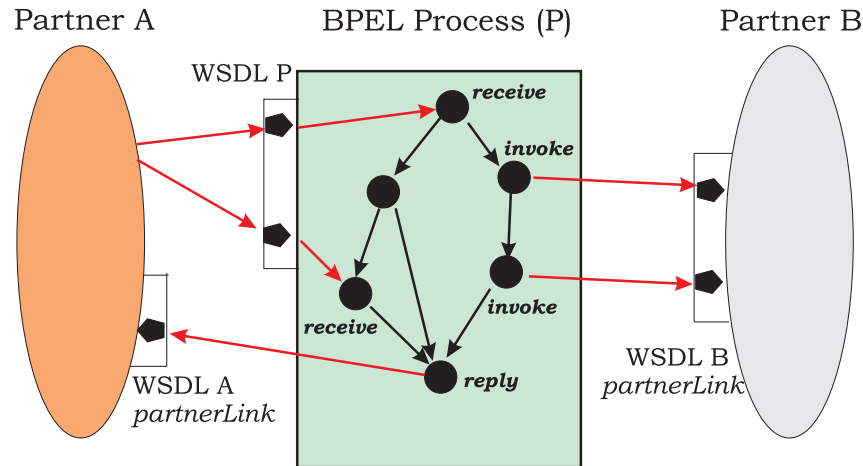 Partner A
BPEL Process (P)
Partner B
WSDL P
receive
invoke
receive
invoke
WSDL A
partnerLink
reply
WSDL B
partnerLink